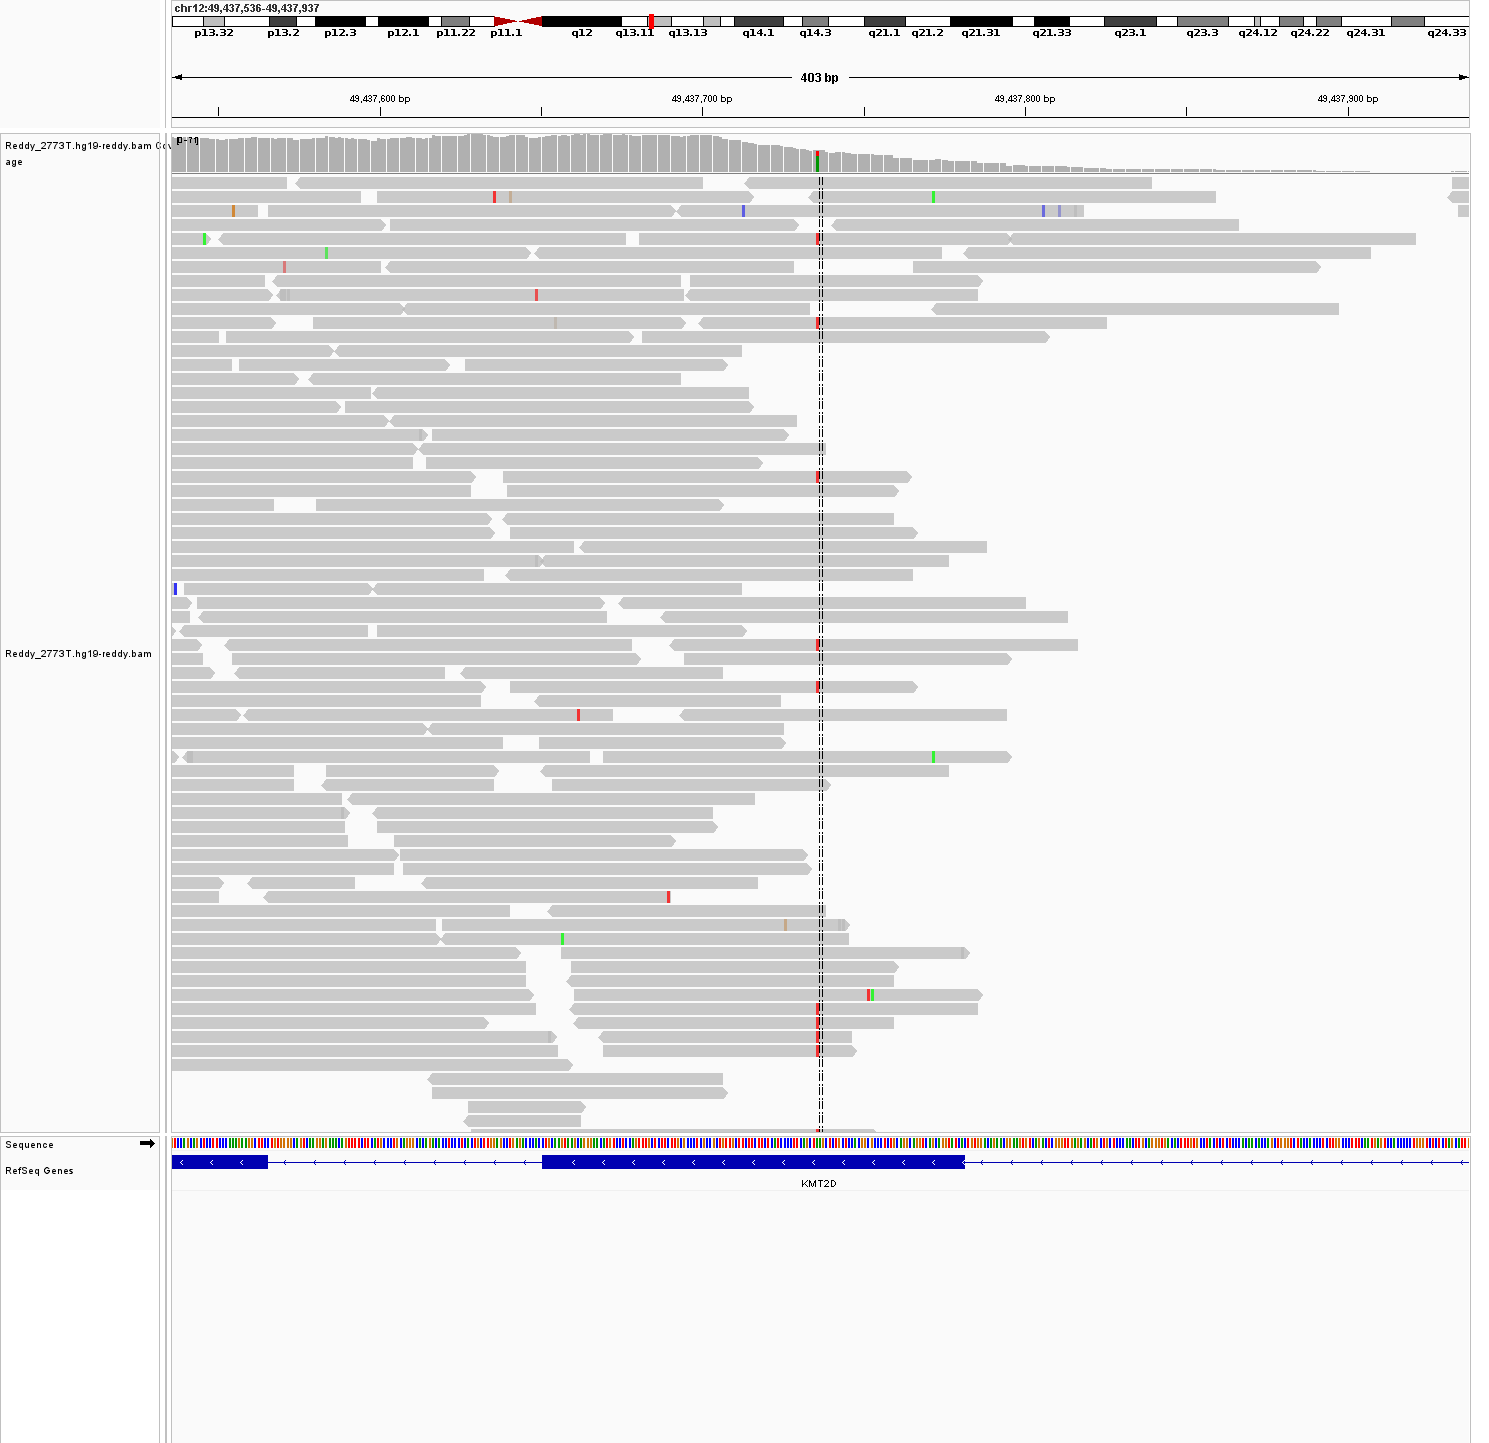 chr12:49,437,536-49,437,937
p13.32 p13.2 p12.3 p12.1 p11.22 p11.1 q12 q13.11 q13.13 q14.1 q14.3 q21.1 q21.2 q21.31 q21.33 q23.1 q23.3 q24.12 q24.22 q24.31 q24.33
403 bp
49,437,600 bp 49,437,700 bp 49,437,800 bp 49,437,900 bp
[0-71]
Reddy_2773T.hg19-reddy.bam Cov
age
Reddy_2773T.hg19-reddy.bam
Sequence
RefSeq Genes
KMT2D